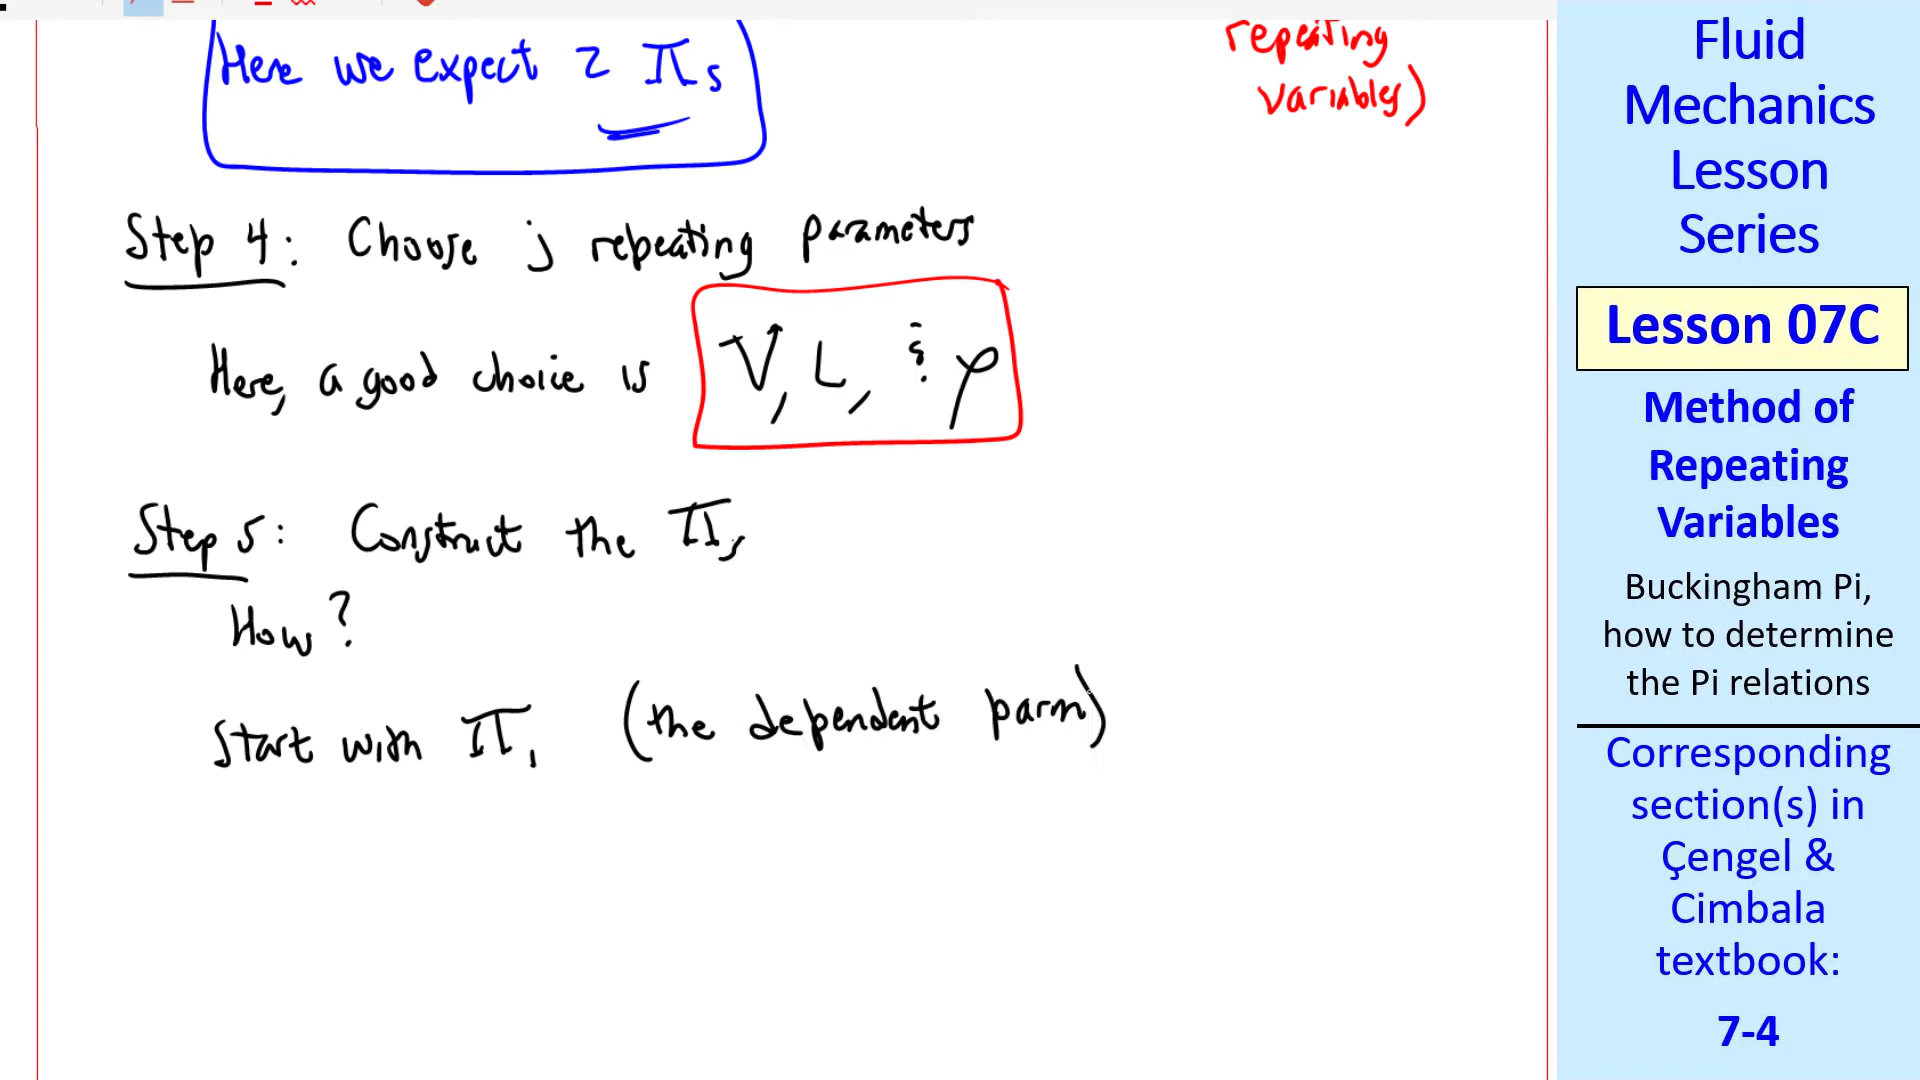 Here we expect 2 Πs
repeating
variables)
Step 4: Choose j repeating parameters
Here, a good choice is V, L, & ρ
Step 5: Construct the Πs
How?
Start with Π₁ (the dependent parm)
Fluid
Mechanics
Lesson
Series
Lesson 07C
Method of
Repeating
Variables
Buckingham Pi,
how to determine
the Pi relations
Corresponding
section(s) in
Çengel &
Cimbala
textbook:
7-4